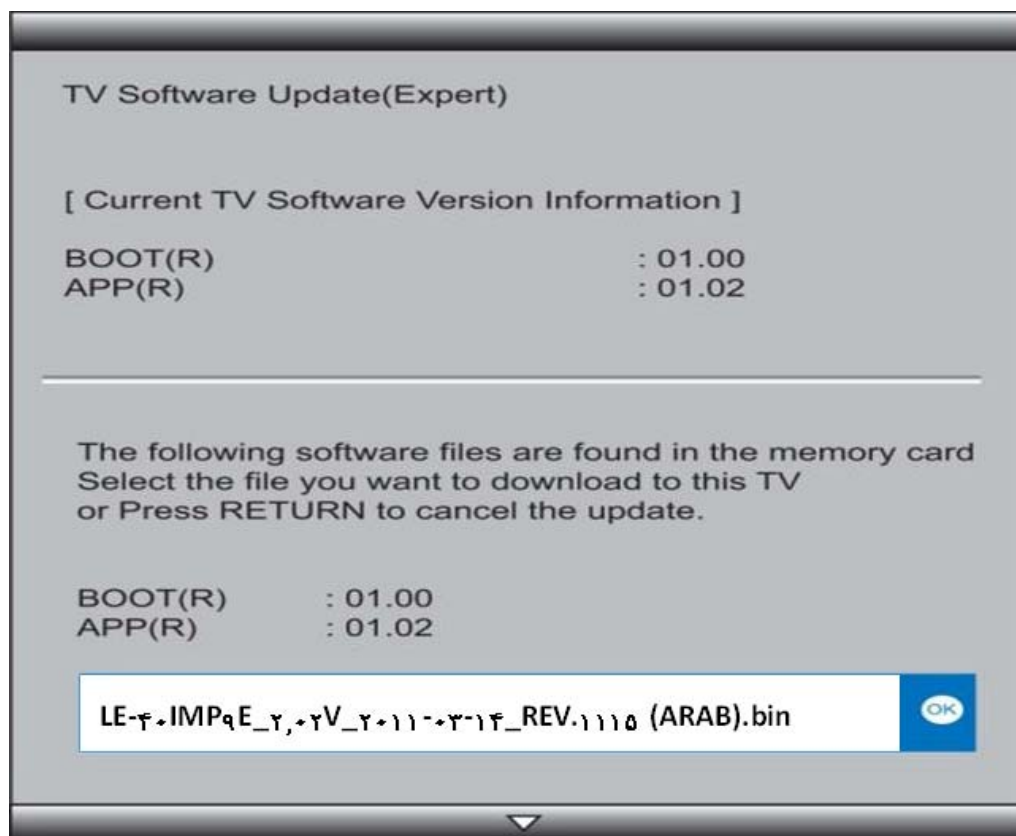 TV Software Update(Expert)
[ Current TV Software Version Information ]
BOOT(R) : 01.00
APP(R) : 01.02
The following software files are found in the memory card
Select the file you want to download to this TV
or Press RETURN to cancel the update.
BOOT(R) : 01.00
APP(R) : 01.02
LE-۴۰IMP۹E_۲,۰۲V_۲۰۱۱-۰۳-۱۴_REV.۱۱۱۵ (ARAB).bin
OK